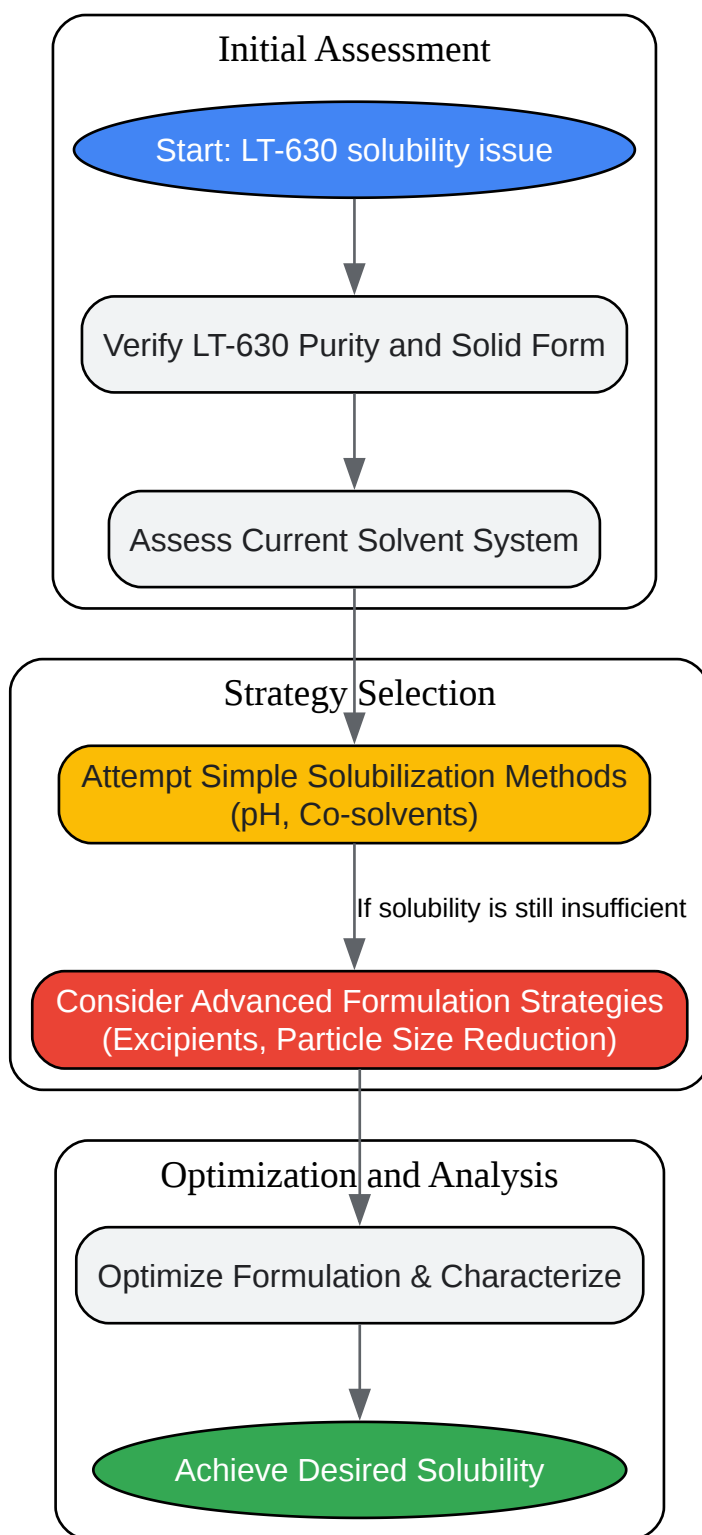 Initial Assessment
Start: LT-630 solubility issue
Verify LT-630 Purity and Solid Form
Assess Current Solvent System
Strategy Selection
Attempt Simple Solubilization Methods
(pH, Co-solvents)
If solubility is still insufficient
Consider Advanced Formulation Strategies
(Excipients, Particle Size Reduction)
Optimization and Analysis
Optimize Formulation & Characterize
Achieve Desired Solubility